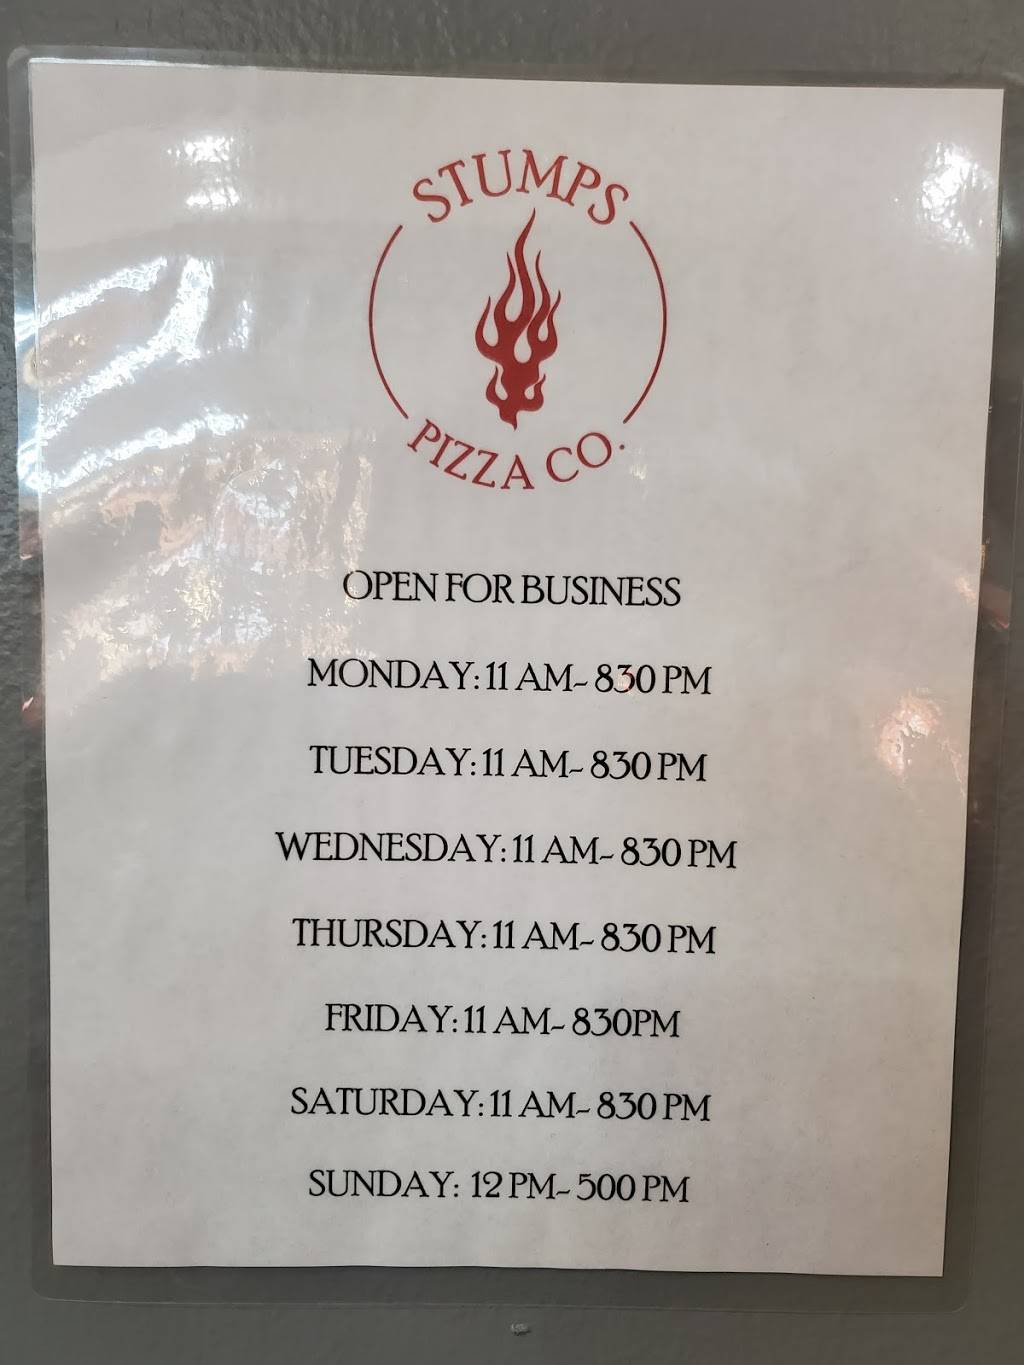 STUMPS
PIZZA CO.
OPEN FOR BUSINESS
MONDAY: 11 AM- 830 PM
TUESDAY: 11 AM- 830 PM
WEDNESDAY: 11 AM- 830 PM
THURSDAY: 11 AM- 830 PM
FRIDAY: 11 AM- 830PM
SATURDAY: 11 AM- 830 PM
SUNDAY: 12 PM- 500 PM